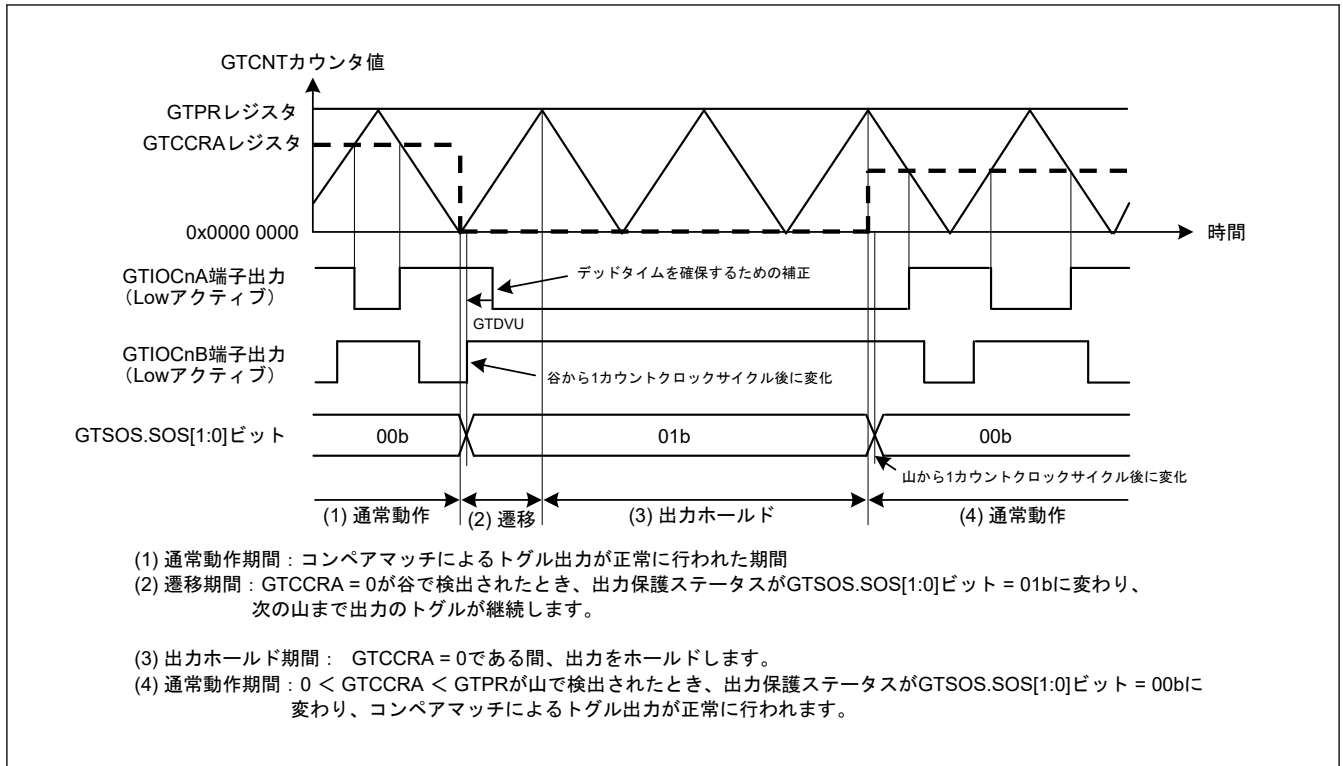 GTCNTカウンタ値
GTPRレジスタ
GTCCRAレジスタ
0x0000 0000
時間
GTIOCnA端子出力
（Lowアクティブ）
デッドタイムを確保するための補正
GTDVU
GTIOCnB端子出力
（Lowアクティブ）
谷から1カウントクロックサイクル後に変化
GTSOS.SOS[1:0]ビット
00b
01b
00b
山から1カウントクロックサイクル後に変化
(1) 通常動作
(2) 遷移
(3) 出力ホールド
(4) 通常動作
(1) 通常動作期間：コンペアマッチによるトグル出力が正常に行われた期間
(2) 遷移期間：GTCCRA = 0が谷で検出されたとき、出力保護ステータスがGTSOS.SOS[1:0]ビット = 01bに変わり、
次の山まで出力のトグルが継続します。
(3) 出力ホールド期間： GTCCRA = 0である間、出力をホールドします。
(4) 通常動作期間：0 ＜ GTCCRA ＜ GTPRが山で検出されたとき、出力保護ステータスがGTSOS.SOS[1:0]ビット = 00bに
変わり、コンペアマッチによるトグル出力が正常に行われます。